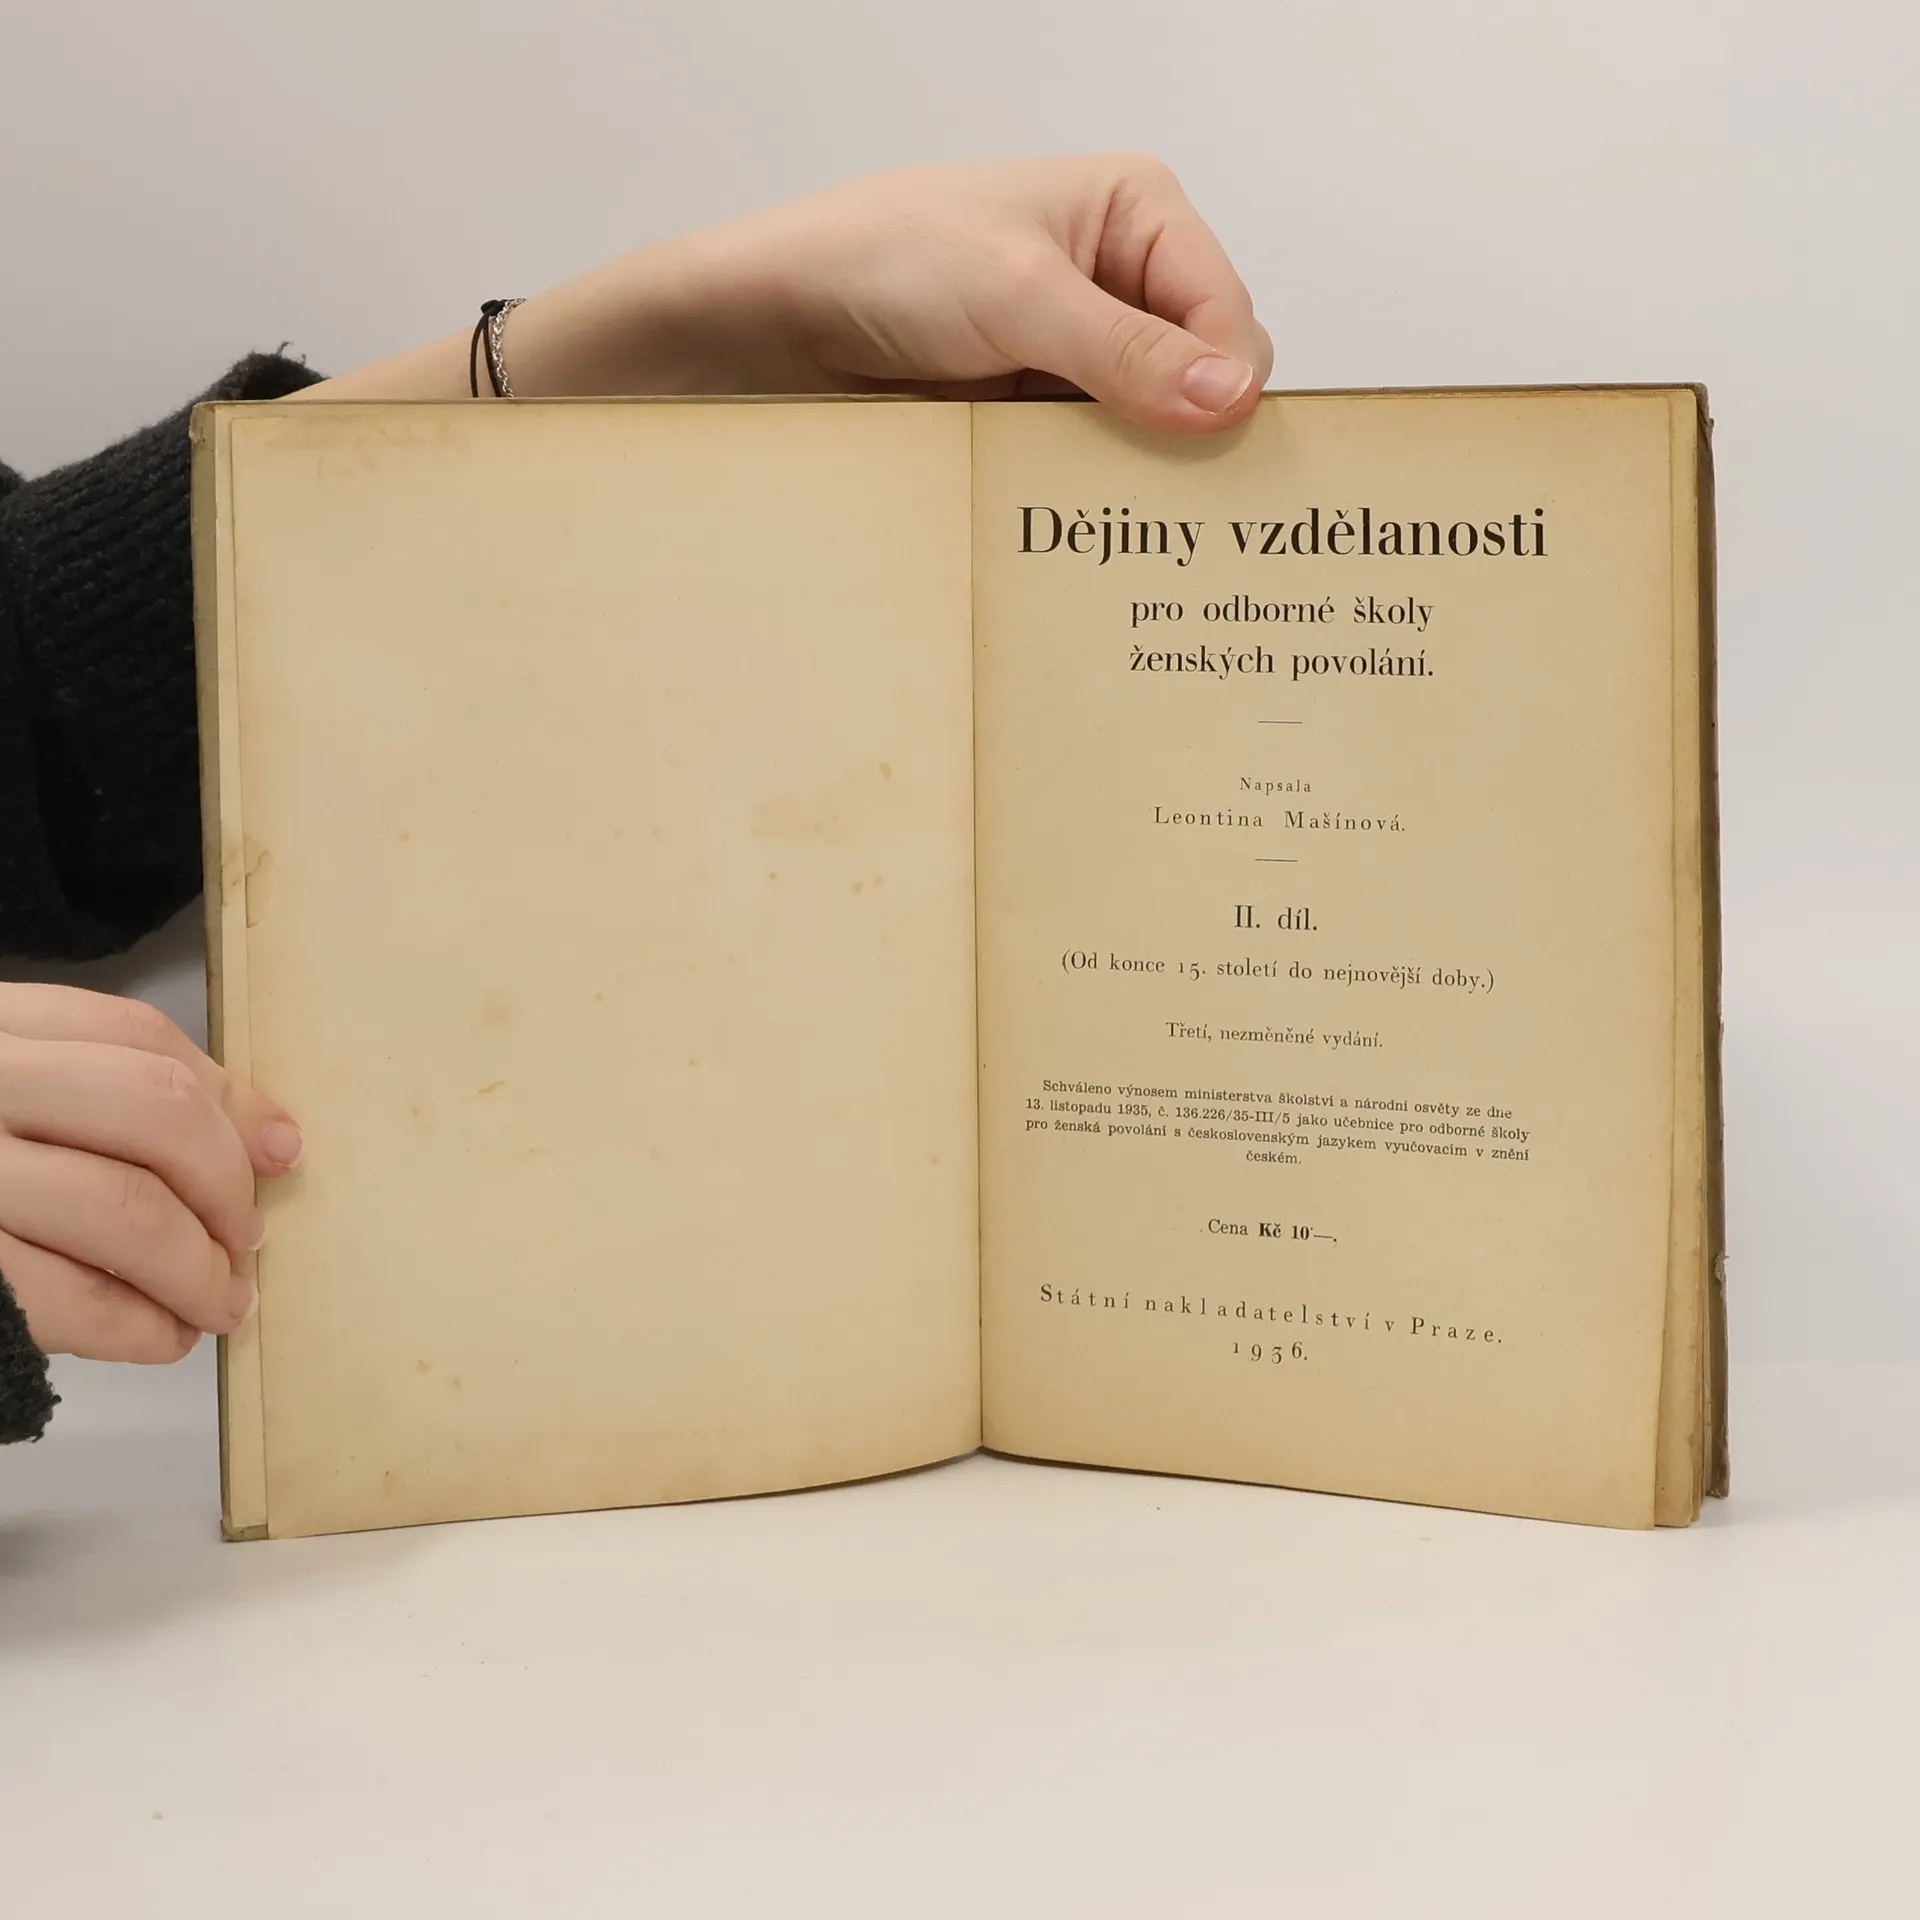 Dějiny vzdělanosti
pro odborné školy
ženských povolání.
Napsala
Leontina Mašínová.
II. díl.
(Od konce 15. století do nejnovější doby.)
Třetí, nezměněné vydání.
Schváleno výnosem ministerstva školství a národní osvěty ze dne
13. listopadu 1935, č. 136.226/35-III/5 jako učebnice pro odborné školy
pro ženská povolání s československým jazykem vyučovacím v znění
českém.
Cena Kč 10·—.
Státní nakladatelství v Praze.
1936.